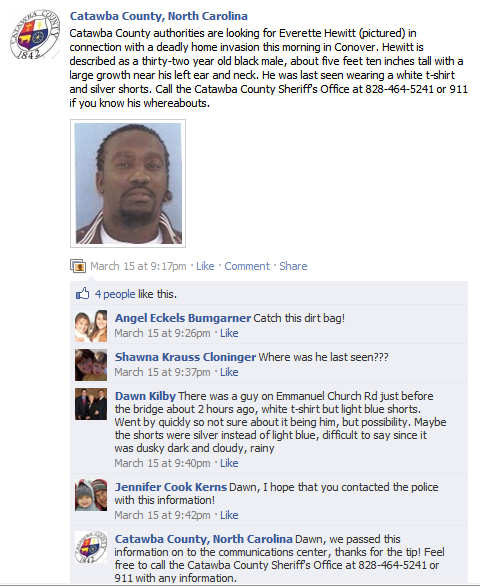 Catawba County, North Carolina
Catawba County authorities are looking for Everette Hewitt (pictured) in
connection with a deadly home invasion this morning in Conover. Hewitt is
described as a thirty-two year old black male, about five feet ten inches tall with a
large growth near his left ear and neck. He was last seen wearing a white t-shirt
and silver shorts. Call the Catawba County Sheriff's Office at 828-464-5241 or 911
if you know his whereabouts.
March 15 at 9:17pm · Like · Comment · Share
4 people like this.
Angel Eckels Bumgarner Catch this dirt bag!
March 15 at 9:26pm · Like
Shawna Krauss Cloninger Where was he last seen???
March 15 at 9:37pm · Like
Dawn Kilby There was a guy on Emmanuel Church Rd just before
the bridge about 2 hours ago, white t-shirt but light blue shorts.
Went by quickly so not sure about it being him, but possibility. Maybe
the shorts were silver instead of light blue, difficult to say since it
was dusky dark and cloudy, rainy
March 15 at 9:40pm · Like
Jennifer Cook Kerns Dawn, I hope that you contacted the police
with this information!
March 15 at 9:42pm · Like
Catawba County, North Carolina Dawn, we passed this
information on to the communications center, thanks for the tip! Feel
free to call the Catawba County Sheriff's Office at 828-464-5241 or
911 with any information.
CATAWBA COUNTY
1842